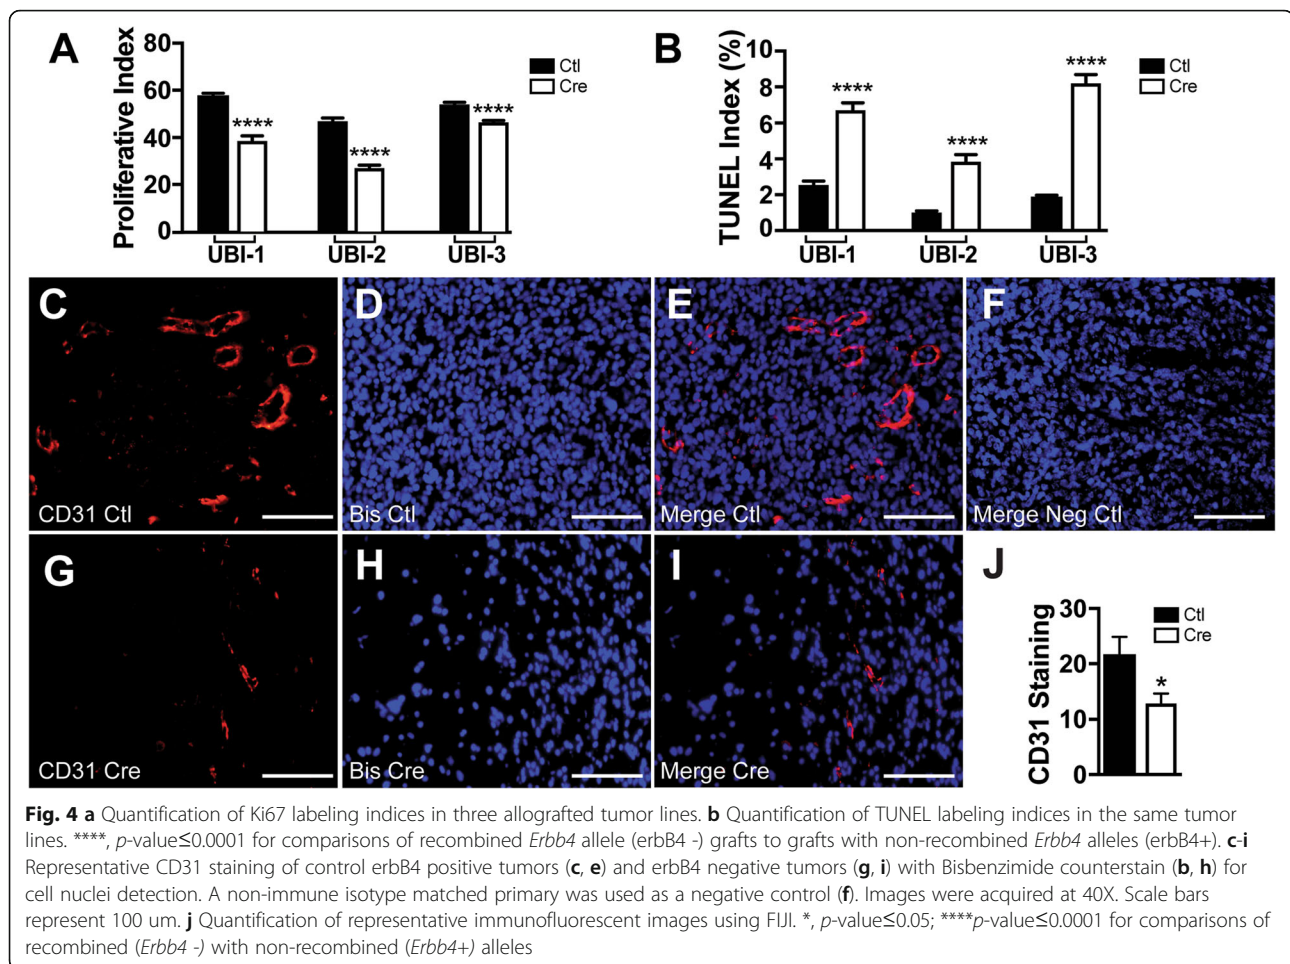 A
Proliferative Index
80
60
40
20
0
****
****
****
UBI-1 UBI-2 UBI-3
Ctl
Cre
B
TUNEL Index (%)
10
8
6
4
2
0
****
****
****
UBI-1 UBI-2 UBI-3
Ctl
Cre
C
CD31 Ctl
D
Bis Ctl
E
Merge Ctl
F
Merge Neg Ctl
G
CD31 Cre
H
Bis Cre
I
Merge Cre
J
CD31 Staining
30
20
10
0
Ctl
Cre
*
Fig. 4 a Quantification of Ki67 labeling indices in three allografted tumor lines. b Quantification of TUNEL labeling indices in the same tumor
lines. ****, p-value≤0.0001 for comparisons of recombined Erbb4 allele (erbB4 -) grafts to grafts with non-recombined Erbb4 alleles (erbB4+). c-i
Representative CD31 staining of control erbB4 positive tumors (c, e) and erbB4 negative tumors (g, i) with Bisbenzimide counterstain (b, h) for
cell nuclei detection. A non-immune isotype matched primary was used as a negative control (f). Images were acquired at 40X. Scale bars
represent 100 um. j Quantification of representative immunofluorescent images using FIJI. *, p-value≤0.05; ****p-value≤0.0001 for comparisons of
recombined (Erbb4 -) with non-recombined (Erbb4+) alleles